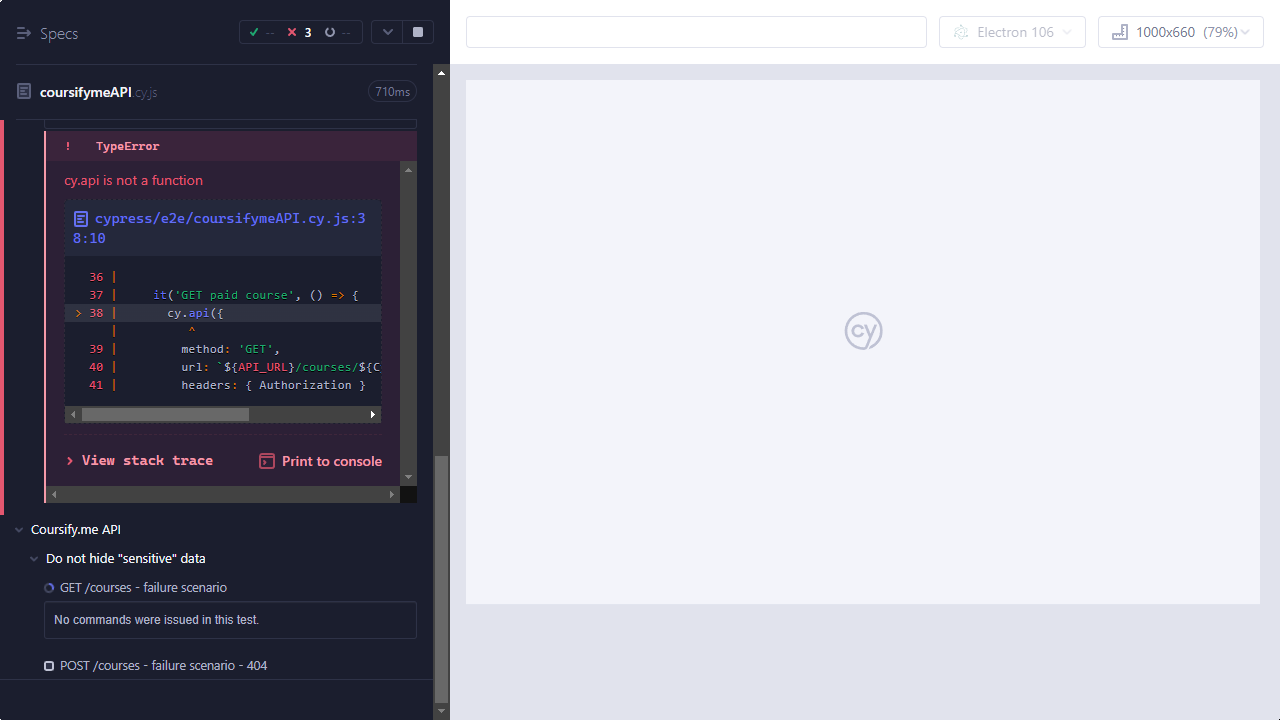 Specs
-- 3 --
Electron 106
1000x660 (79%)
coursifymeAPI.cy.js
710ms
! TypeError
cy.api is not a function
cypress/e2e/coursifymeAPI.cy.js:3
8:10
36 |
37 | it('GET paid course', () => {
> 38 | cy.api({
| ^
39 | method: 'GET',
40 | url: `${API_URL}/courses/${C
41 | headers: { Authorization }
> View stack trace
Print to console
Coursify.me API
Do not hide "sensitive" data
GET /courses - failure scenario
No commands were issued in this test.
POST /courses - failure scenario - 404
cy